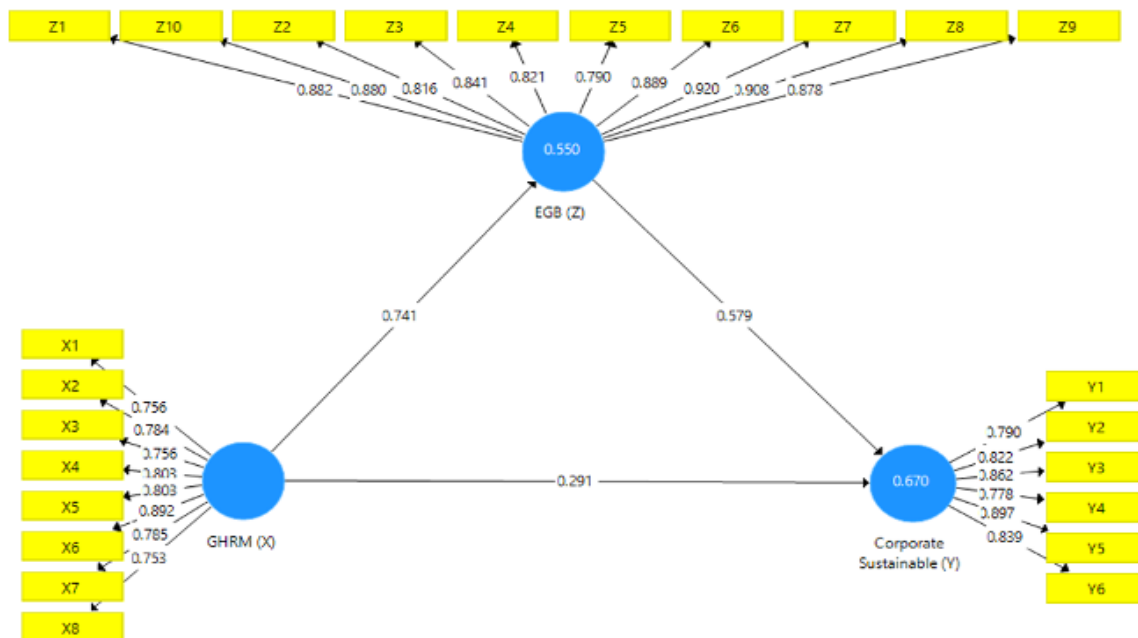 Z1 Z10 Z2 Z3 Z4 Z5 Z6 Z7 Z8 Z9
0.882 0.880 0.816 0.841 0.821 0.790 0.889 0.920 0.908 0.878
0.550
EGB (Z)
0.741
0.579
X1
X2
X3
X4
X5
X6
X7
X8
0.756
0.784
0.756
0.803
0.803
0.892
0.785
0.753
GHRM (X)
0.291
0.670
Corporate
Sustainable (Y)
0.790
0.822
0.862
0.778
0.897
0.839
Y1
Y2
Y3
Y4
Y5
Y6